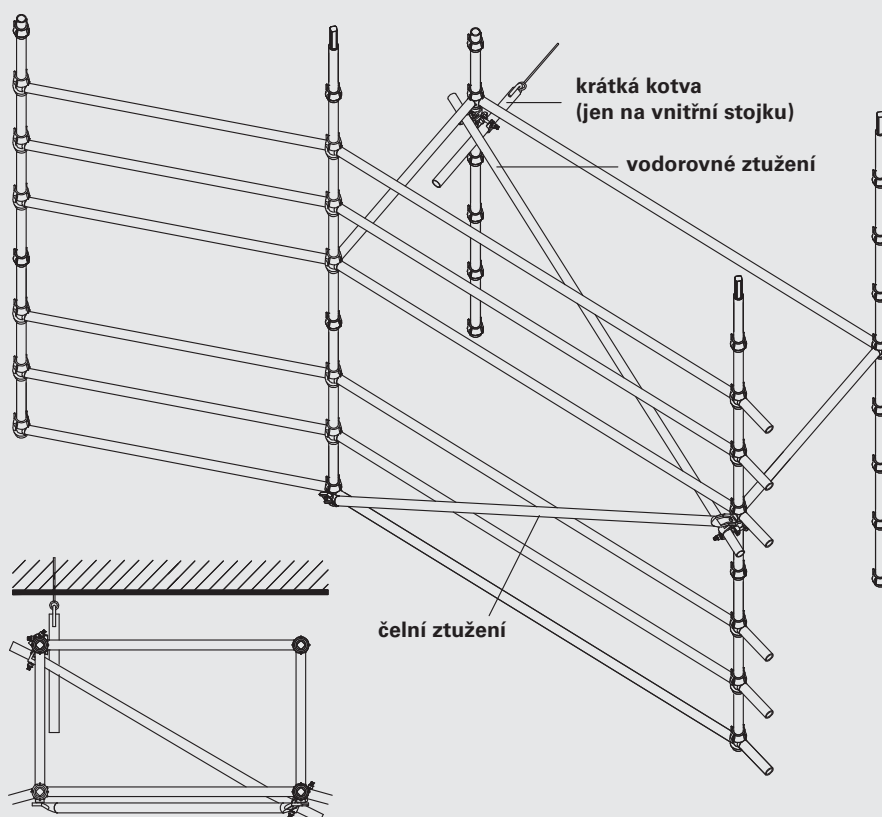 krátká kotva
(jen na vnitřní stojku)
vodorovné ztužení
čelní ztužení